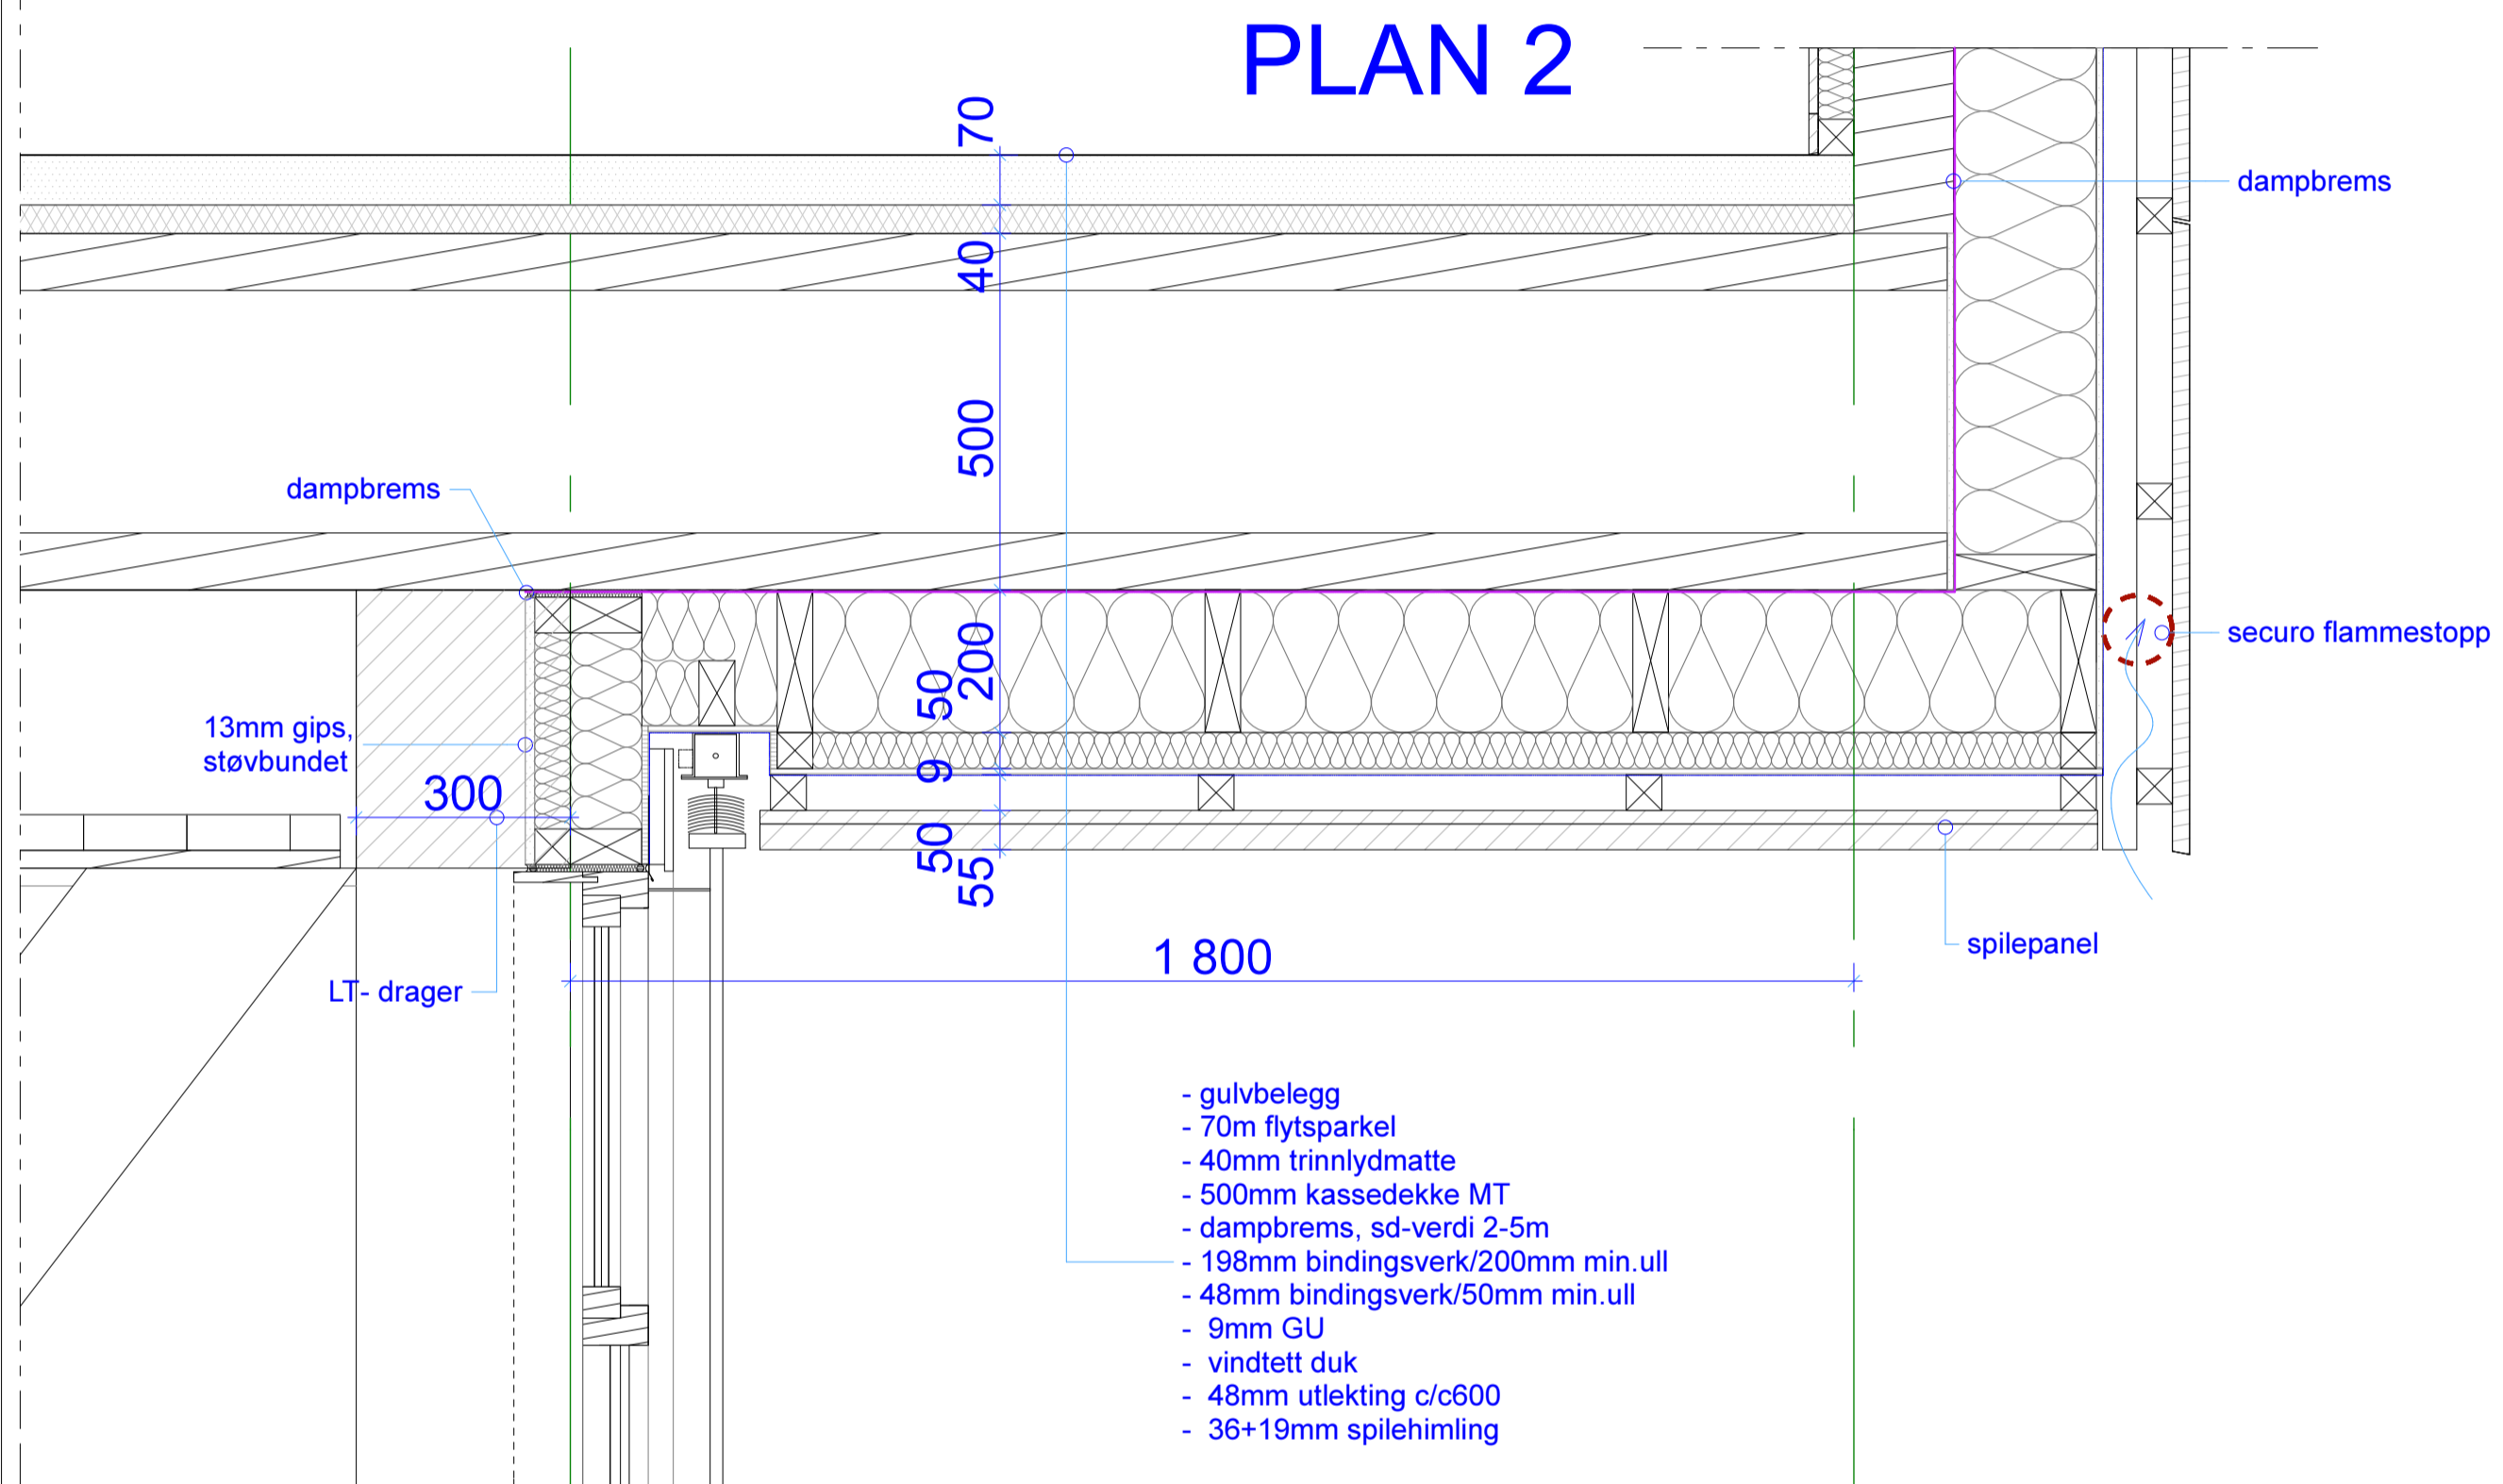 PLAN 2
70
dampbrems
40
500
dampbrems
securo flammestopp
200
50
13mm gips,
støvbundet
9
300
50
55
spilepanel
1 800
LT- drager
- gulvbelegg
- 70m flytsparkel
- 40mm trinnlydmatte
- 500mm kassedekke MT
- dampbrems, sd-verdi 2-5m
- 198mm bindingsverk/200mm min.ull
- 48mm bindingsverk/50mm min.ull
- 9mm GU
- vindtett duk
- 48mm utlekting c/c600
- 36+19mm spilehimling